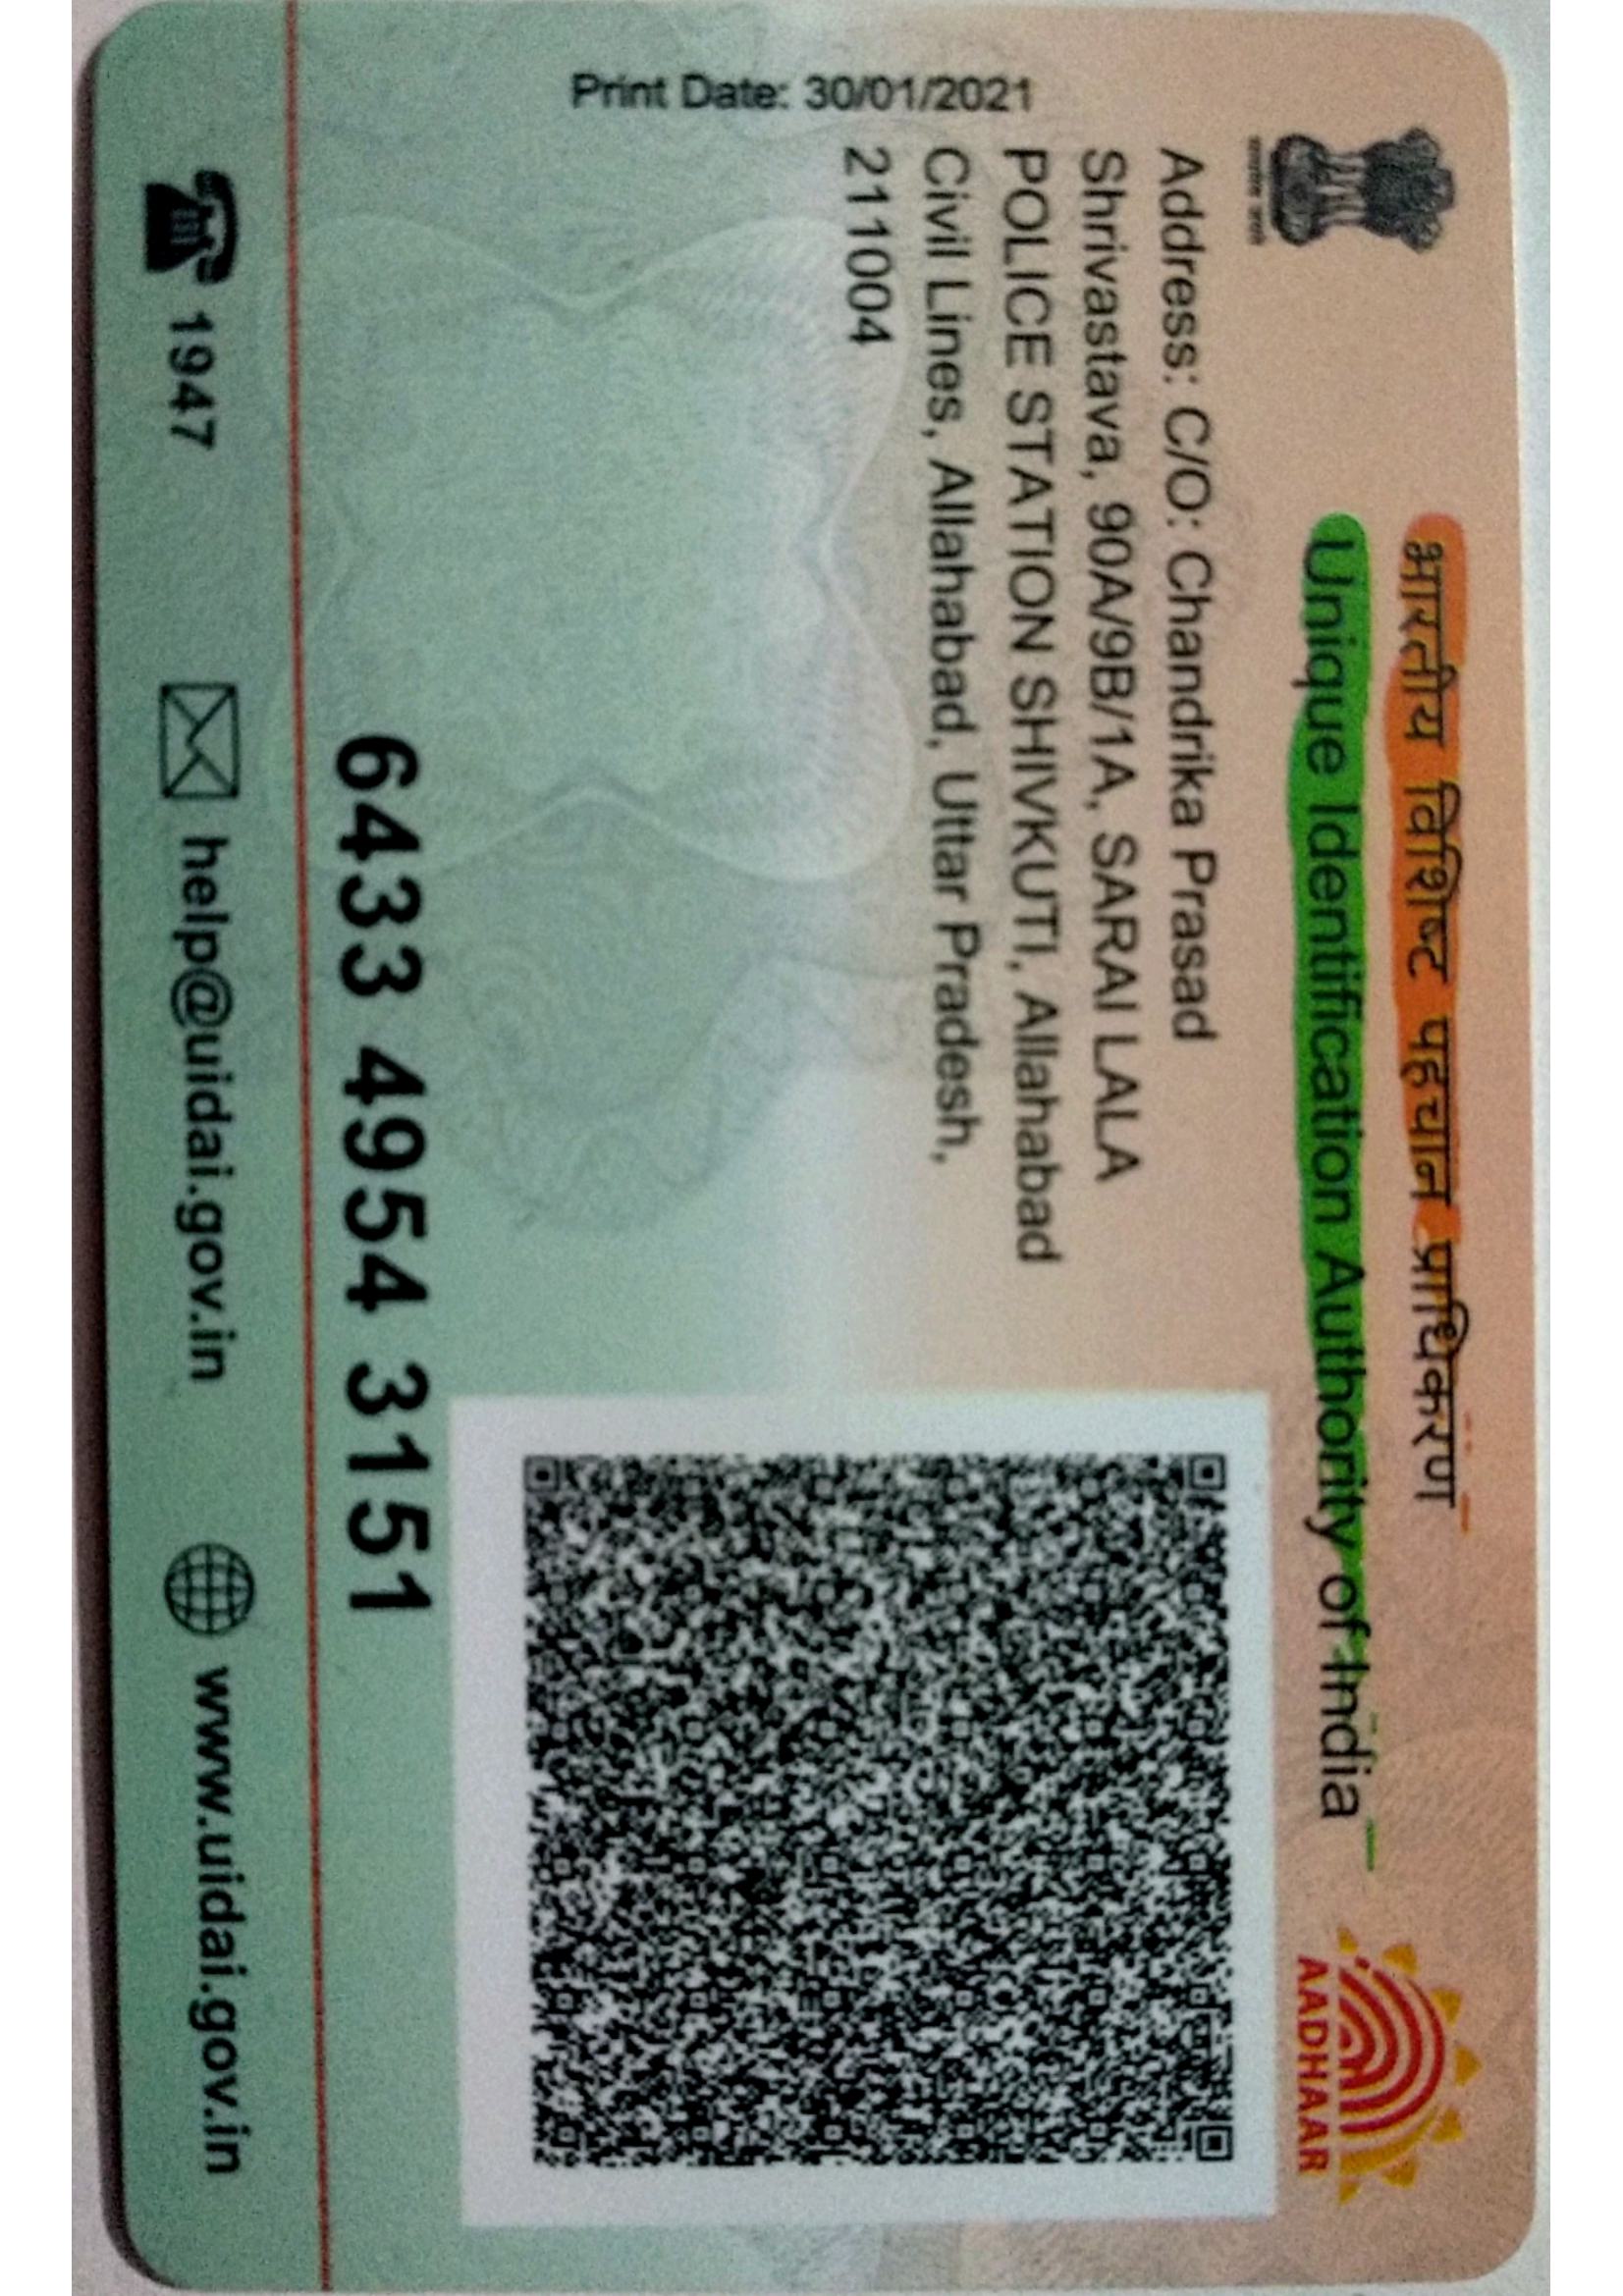 भारतीय विशिष्ट पहचान प्राधिकरण
Unique Identification Authority of India
AADHAAR
Address: C/O: Chandrika Prasad
Shrivastava, 90A/9B/1A, SARAI LALA
POLICE STATION SHIVKUTI, Allahabad
Civil Lines, Allahabad, Uttar Pradesh,
211004
Print Date: 30/01/2021
6433 4954 3151
1947
help@uidai.gov.in
www.uidai.gov.in